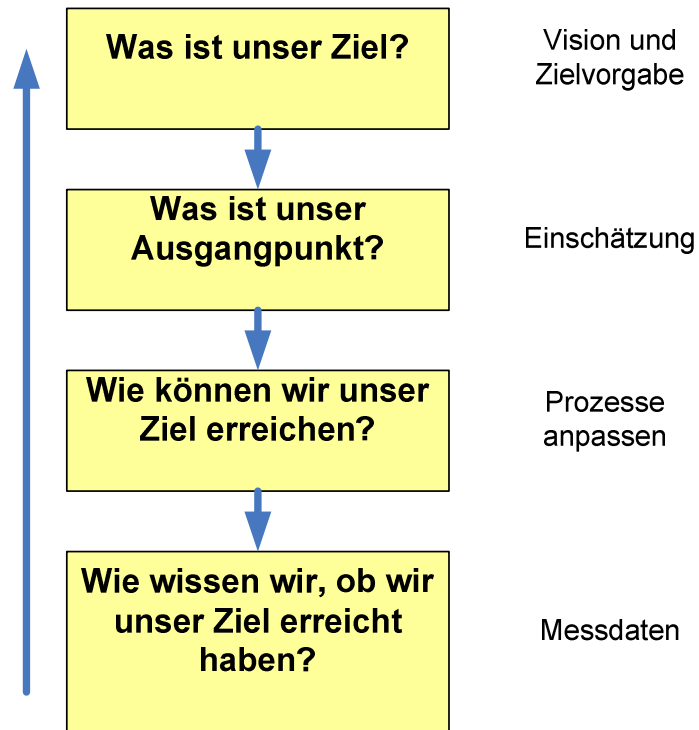 Was ist unser Ziel?
Vision und
Zielvorgabe
Was ist unser
Ausgangpunkt?
Einschätzung
Wie können wir unser
Ziel erreichen?
Prozesse
anpassen
Wie wissen wir, ob wir
unser Ziel erreicht
haben?
Messdaten